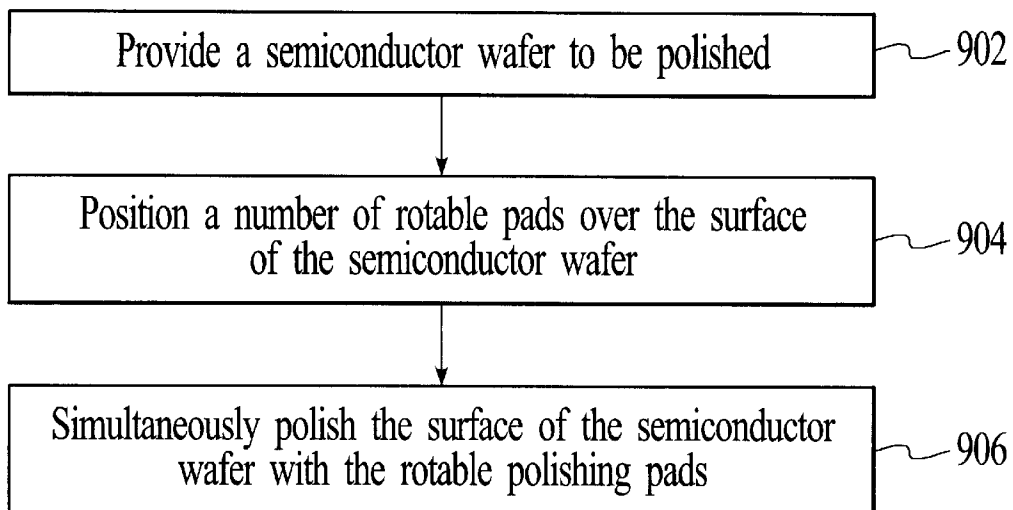 Provide a semiconductor wafer to be polished
902
Position a number of rotable pads over the surface
of the semiconductor wafer
904
Simultaneously polish the surface of the semiconductor
wafer with the rotable polishing pads
906